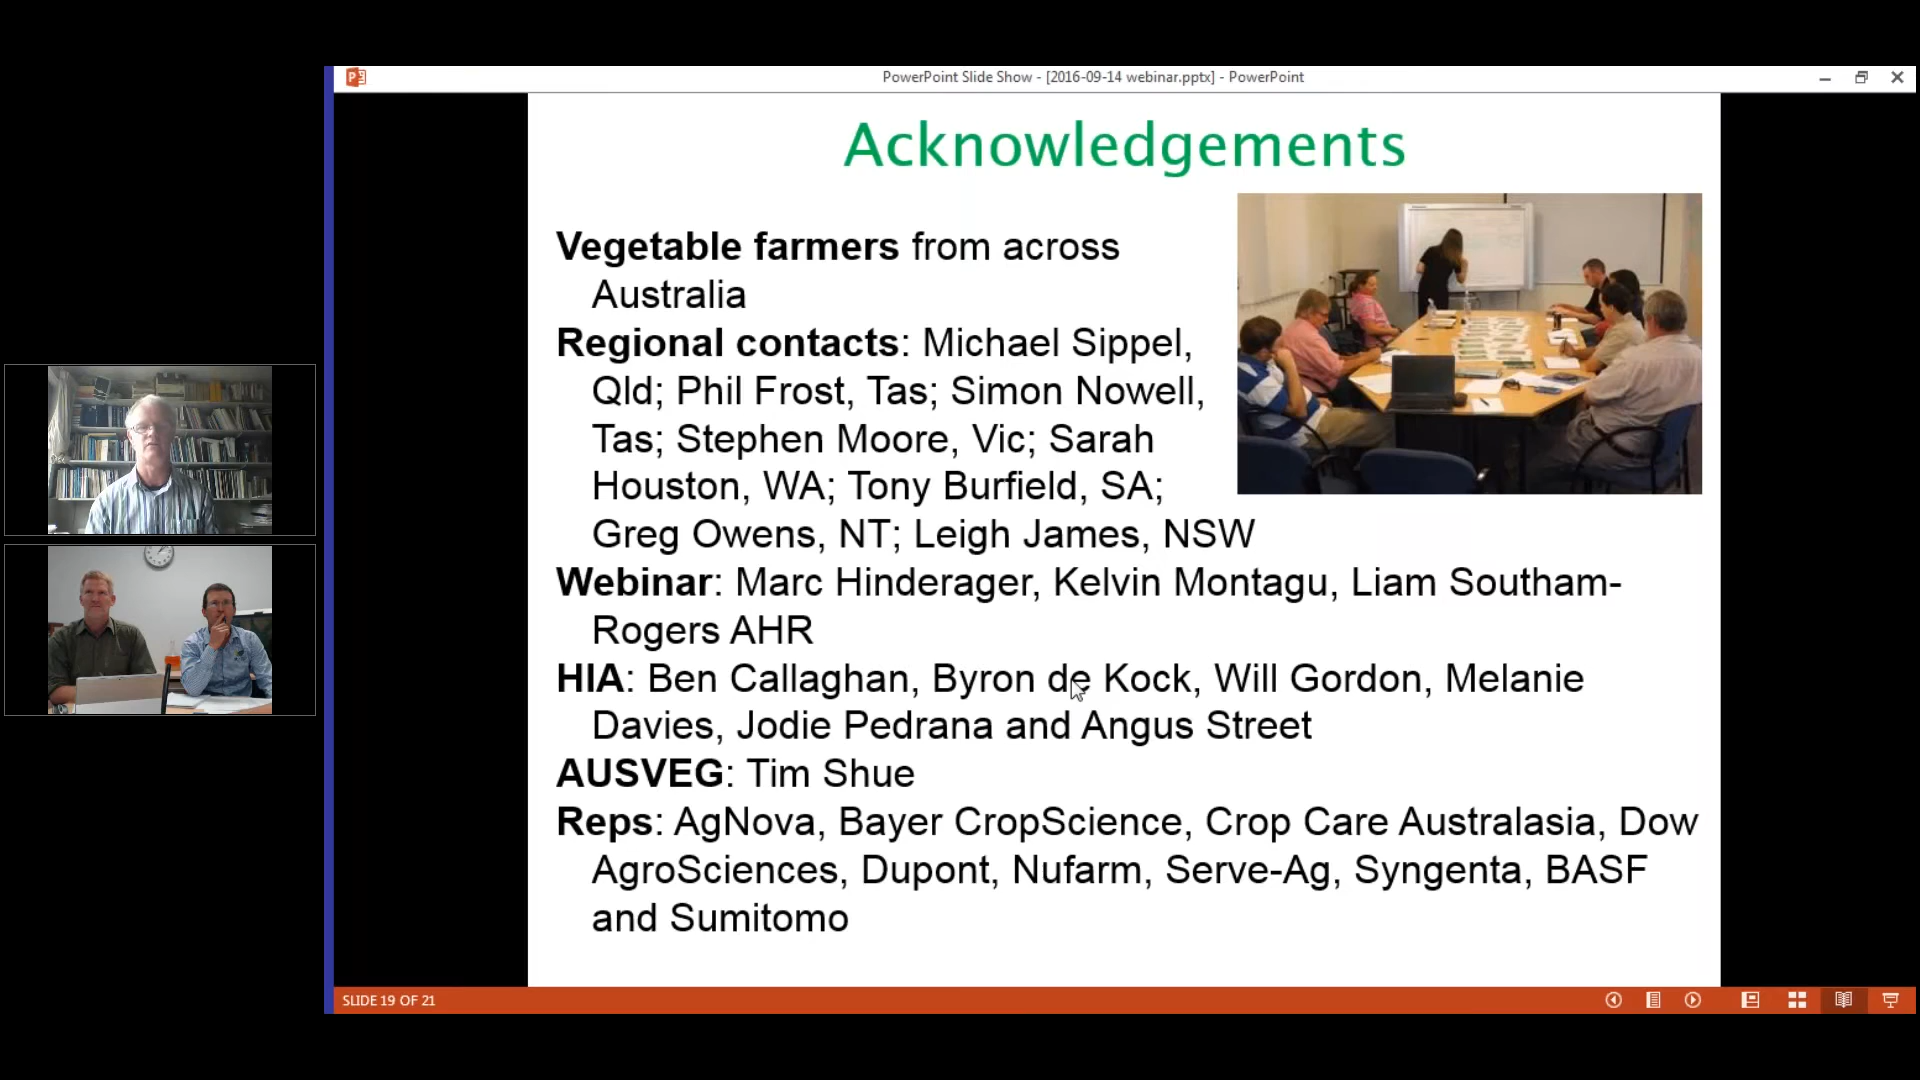 PowerPoint Slide Show - [2016-09-14 webinar.pptx] - PowerPoint
Acknowledgements
Vegetable farmers from across
Australia
Regional contacts: Michael Sippel,
Qld; Phil Frost, Tas; Simon Nowell,
Tas; Stephen Moore, Vic; Sarah
Houston, WA; Tony Burfield, SA;
Greg Owens, NT; Leigh James, NSW
Webinar: Marc Hinderager, Kelvin Montagu, Liam Southam-
Rogers AHR
HIA: Ben Callaghan, Byron de Kock, Will Gordon, Melanie
Davies, Jodie Pedrana and Angus Street
AUSVEG: Tim Shue
Reps: AgNova, Bayer CropScience, Crop Care Australasia, Dow
AgroSciences, Dupont, Nufarm, Serve-Ag, Syngenta, BASF
and Sumitomo
SLIDE 19 OF 21